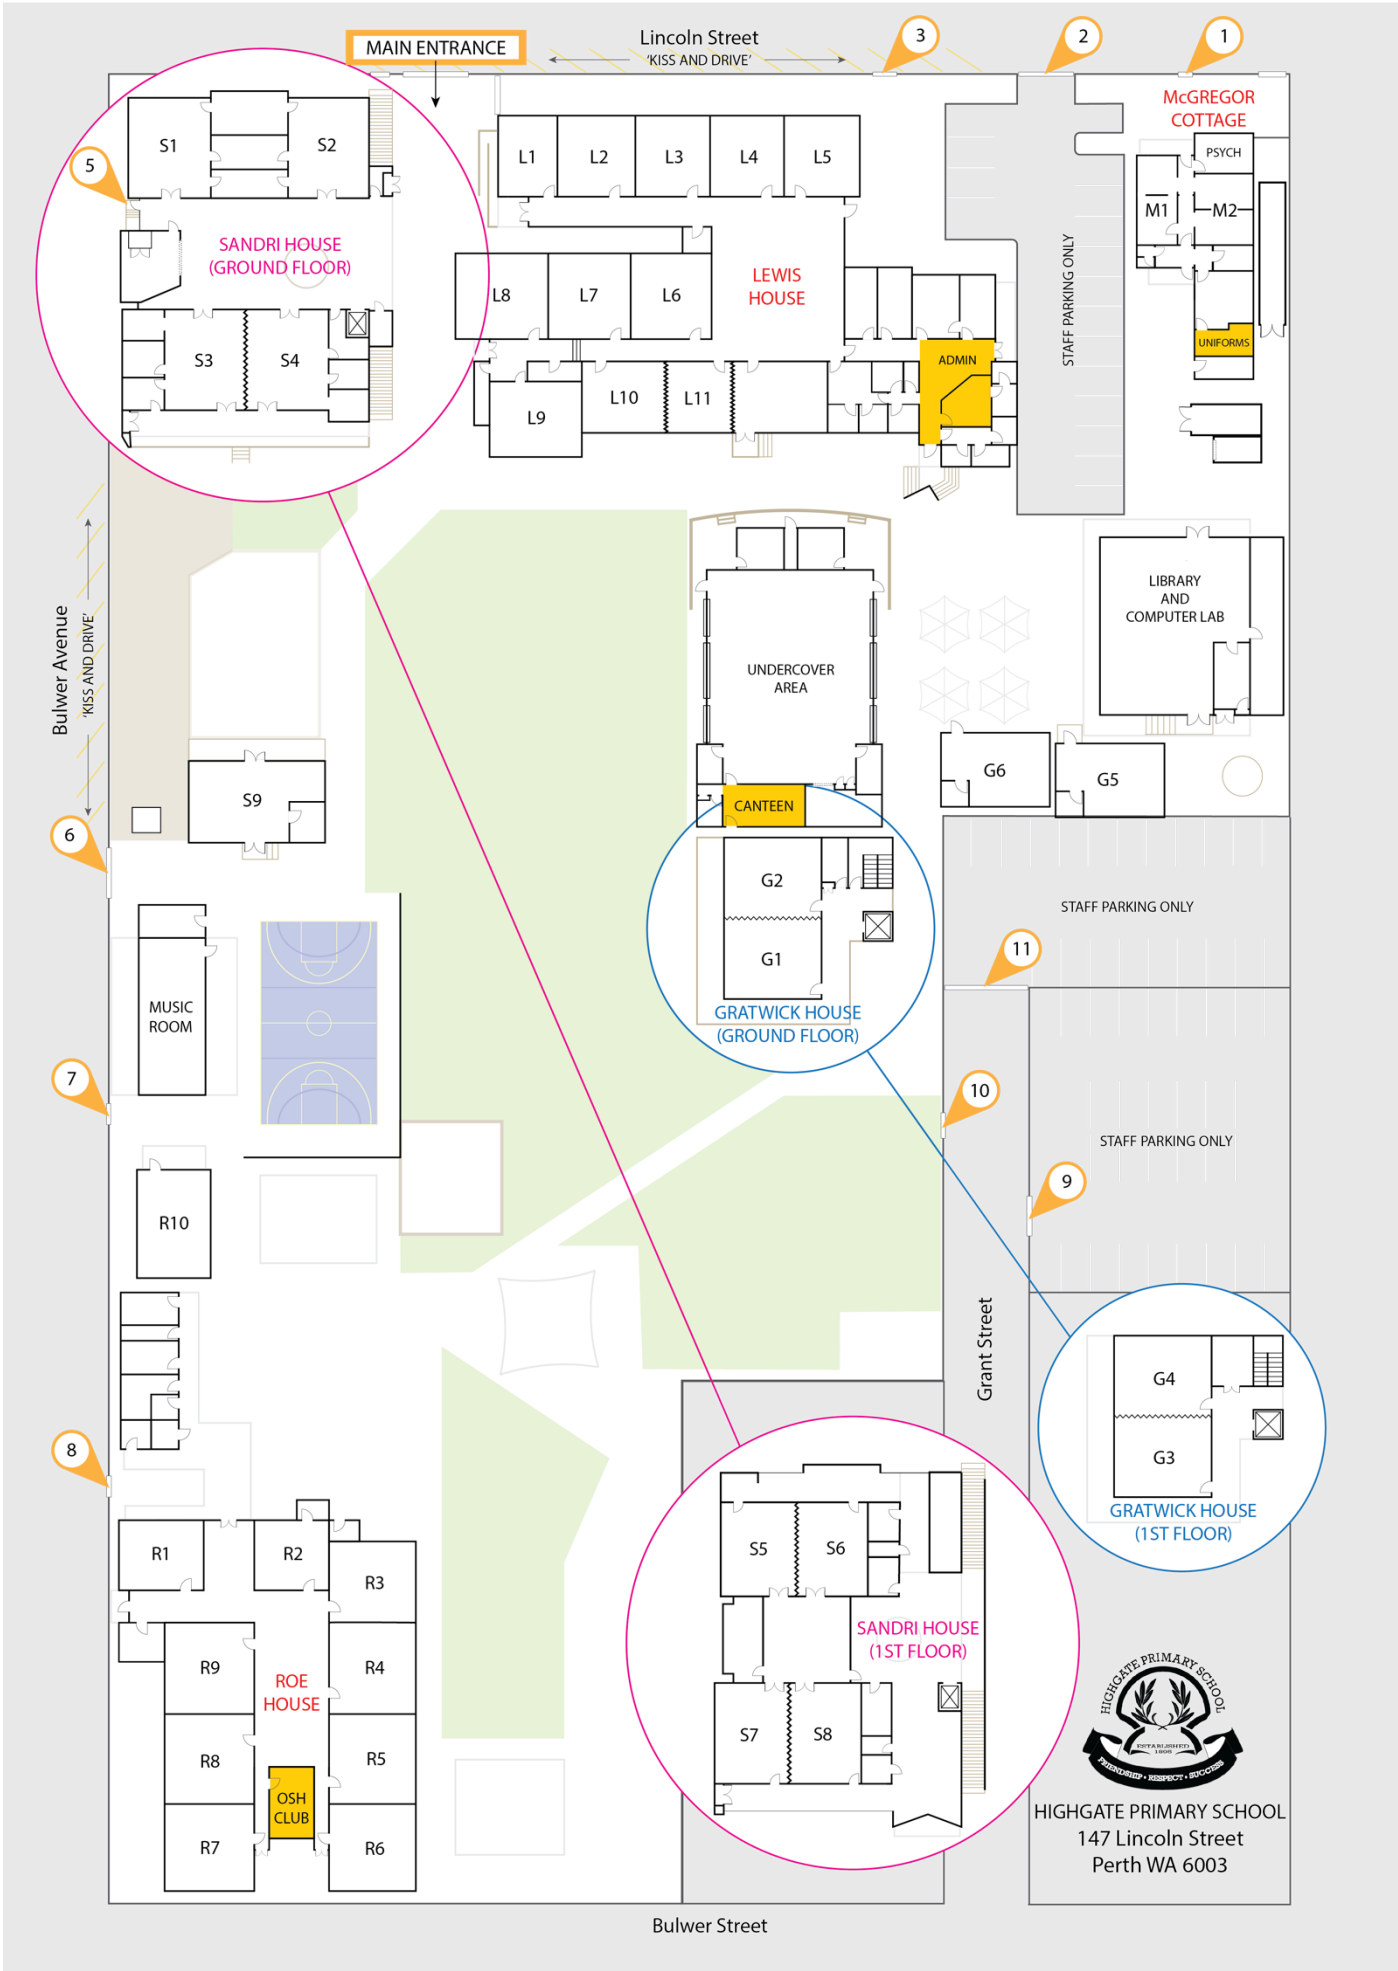 MAIN ENTRANCE
Lincoln Street
'KISS AND DRIVE'
3
2
1
McGREGOR
COTTAGE
PSYCH
M1
M2
UNIFORMS
STAFF PARKING ONLY
5
S1
S2
SANDRI HOUSE
(GROUND FLOOR)
S3
S4
L1
L2
L3
L4
L5
LEWIS
HOUSE
L8
L7
L6
L9
L10
L11
ADMIN
Bulwer Avenue
'KISS AND DRIVE'
UNDERCOVER
AREA
LIBRARY
AND
COMPUTER LAB
G6
G5
S9
CANTEEN
6
G2
G1
GRATWICK HOUSE
(GROUND FLOOR)
STAFF PARKING ONLY
11
MUSIC
ROOM
7
10
STAFF PARKING ONLY
9
R10
Grant Street
G4
G3
GRATWICK HOUSE
(1ST FLOOR)
8
R1
R2
R3
R9
R4
ROE
HOUSE
R8
R5
OSH
CLUB
R7
R6
S5
S6
SANDRI HOUSE
(1ST FLOOR)
S7
S8
HIGHGATE PRIMARY SCHOOL
ESTABLISHED
1895
FRIENDSHIP • RESPECT • SUCCESS
HIGHGATE PRIMARY SCHOOL
147 Lincoln Street
Perth WA 6003
Bulwer Street